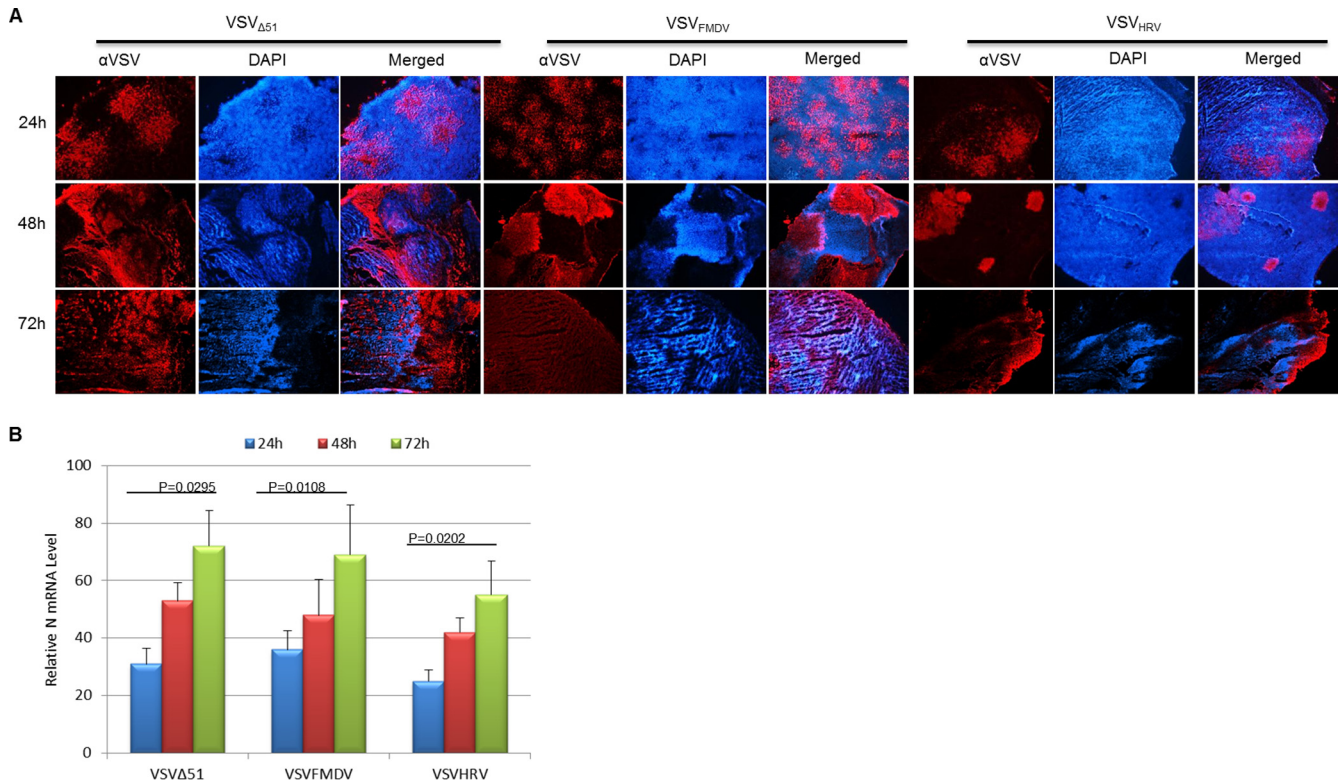 A
VSVΔ51 VSVFMDV VSVHRV
αVSV DAPI Merged αVSV DAPI Merged αVSV DAPI Merged
24h
48h
72h
B
24h 48h 72h
100
80
60
40
20
0
Relative N mRNA Level
P=0.0295 P=0.0108
P=0.0202
VSVΔ51 VSVFMDV VSVHRV